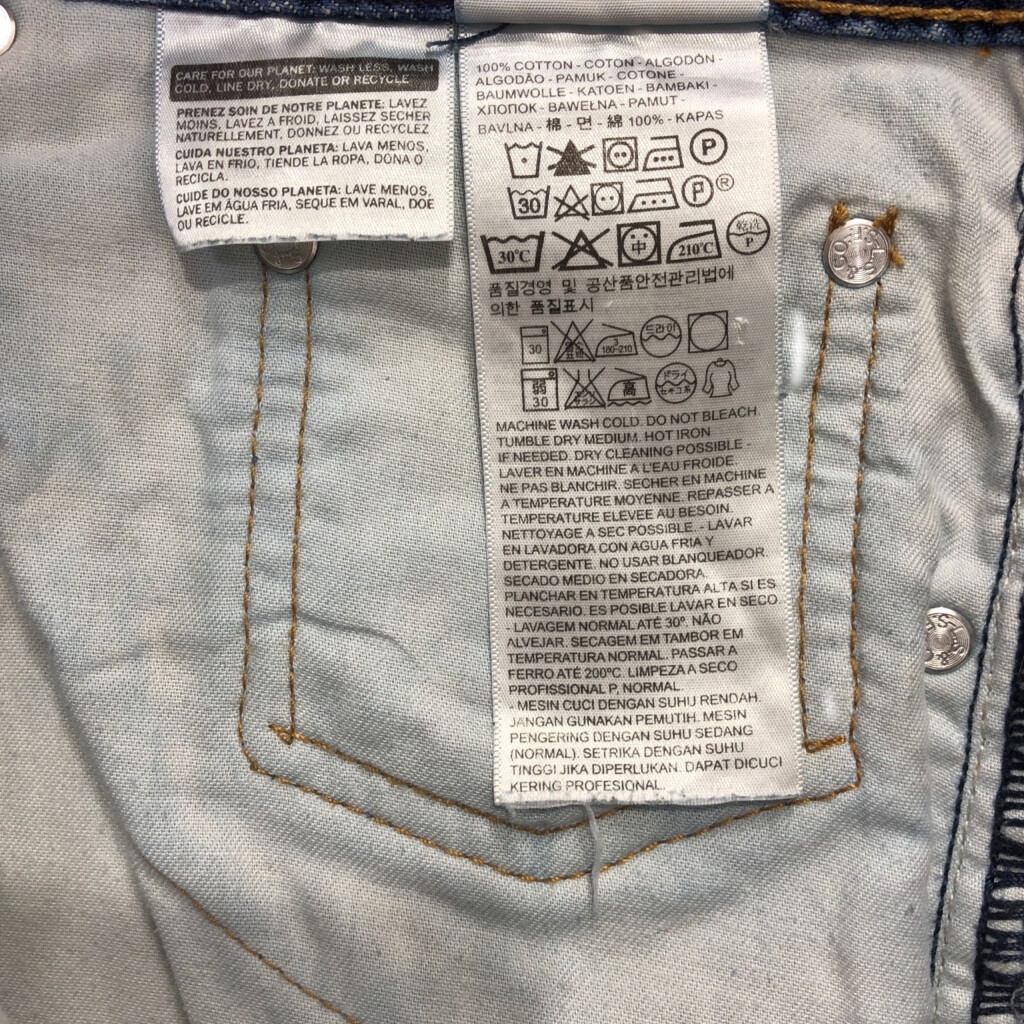 CARE FOR OUR PLANET: WASH LESS, WASH
COLD, LINE DRY, DONATE OR RECYCLE
PRENEZ SOIN DE NOTRE PLANETE: LAVEZ
MOINS, LAVEZ A FROID, LAISSEZ SECHER
NATURELLEMENT, DONNEZ OU RECYCLEZ
CUIDA NUESTRO PLANETA: LAVA MENOS,
LAVA EN FRIO, TIENDE LA ROPA, DONA O
RECICLA.
CUIDE DO NOSSO PLANETA: LAVE MENOS,
LAVE EM ÁGUA FRIA, SEQUE EM VARAL, DOE
OU RECICLE.
100% COTTON - COTON - ALGODÓN -
ALGODÃO - PAMUK - COTONE -
BAUMWOLLE - KATOEN - BAMBAKI -
ХЛОПОК - BAWEŁNA - PAMUT -
BAVLNA - 棉 - 면 - 綿 100% - KAPAS
P
30 P ®
30°C 中 210°C 乾洗 P
품질경영 및 공산품안전관리법에
의한 품질표시
30 180-210 드라이
弱 30 高 ドライ
MACHINE WASH COLD. DO NOT BLEACH.
TUMBLE DRY MEDIUM. HOT IRON
IF NEEDED. DRY CLEANING POSSIBLE -
LAVER EN MACHINE A L'EAU FROIDE.
NE PAS BLANCHIR. SECHER EN MACHINE
A TEMPERATURE MOYENNE. REPASSER A
TEMPERATURE ELEVEE AU BESOIN.
NETTOYAGE A SEC POSSIBLE. - LAVAR
EN LAVADORA CON AGUA FRIA Y
DETERGENTE. NO USAR BLANQUEADOR.
SECADO MEDIO EN SECADORA.
PLANCHAR EN TEMPERATURA ALTA SI ES
NECESARIO. ES POSIBLE LAVAR EN SECO.
- LAVAGEM NORMAL ATÉ 30º. NÃO
ALVEJAR. SECAGEM EM TAMBOR EM
TEMPERATURA NORMAL. PASSAR A
FERRO ATÉ 200ºC. LIMPEZA A SECO
PROFISSIONAL P, NORMAL.
- MESIN CUCI DENGAN SUHU RENDAH.
JANGAN GUNAKAN PEMUTIH. MESIN
PENGERING DENGAN SUHU SEDANG
(NORMAL). SETRIKA DENGAN SUHU
TINGGI JIKA DIPERLUKAN. DAPAT DICUCI
KERING PROFESIONAL.